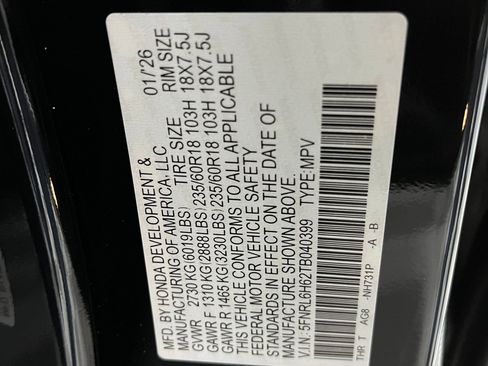 MFD. BY HONDA DEVELOPMENT & 01/26
MANUFACTURING OF AMERICA, LLC
TIRE SIZE RIM SIZE
GVWR 2730 KG(6019LBS)
GAWR F 1310 KG(2888LBS) 235/60R18 103H 18X7.5J
GAWR R 1465 KG(3230LBS) 235/60R18 103H 18X7.5J
THIS VEHICLE CONFORMS TO ALL APPLICABLE
FEDERAL MOTOR VEHICLE SAFETY
STANDARDS IN EFFECT ON THE DATE OF
MANUFACTURE SHOWN ABOVE.
V.I.N.: 5FNRL6H62TB040399 TYPE:MPV
THR T AG8 -NH731P -A -B